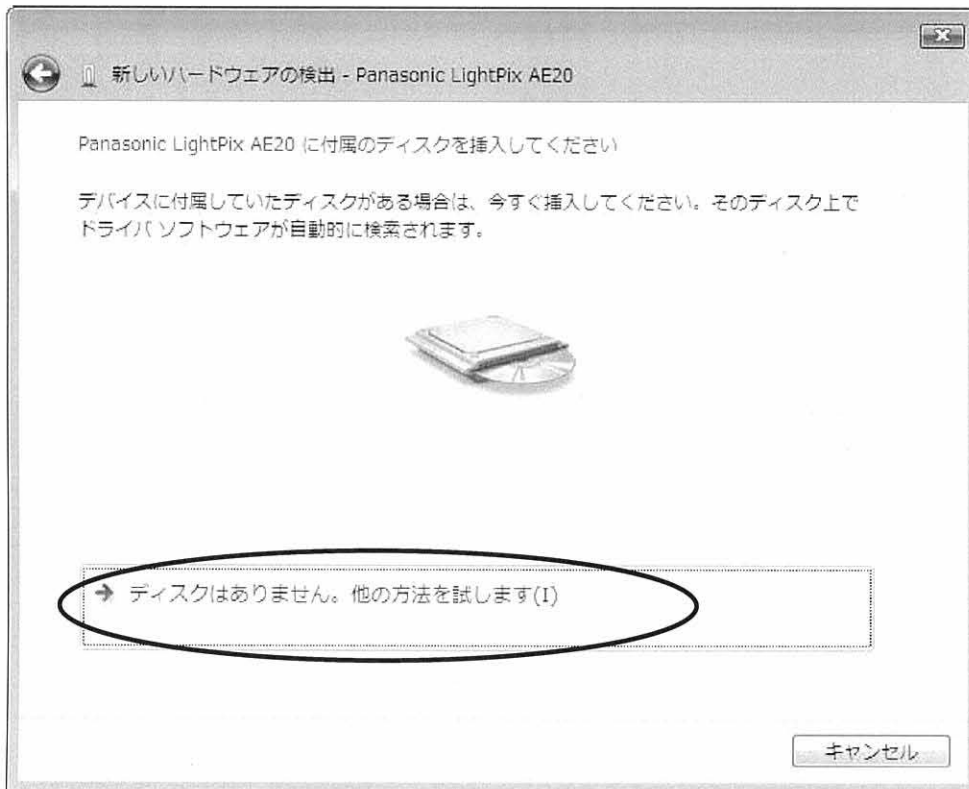 新しいハードウェアの検出 - Panasonic LightPix AE20
Panasonic LightPix AE20 に付属のディスクを挿入してください
デバイスに付属していたディスクがある場合は、今すぐ挿入してください。そのディスク上で
ドライバ ソフトウェアが自動的に検索されます。
ディスクはありません。他の方法を試します(I)
キャンセル